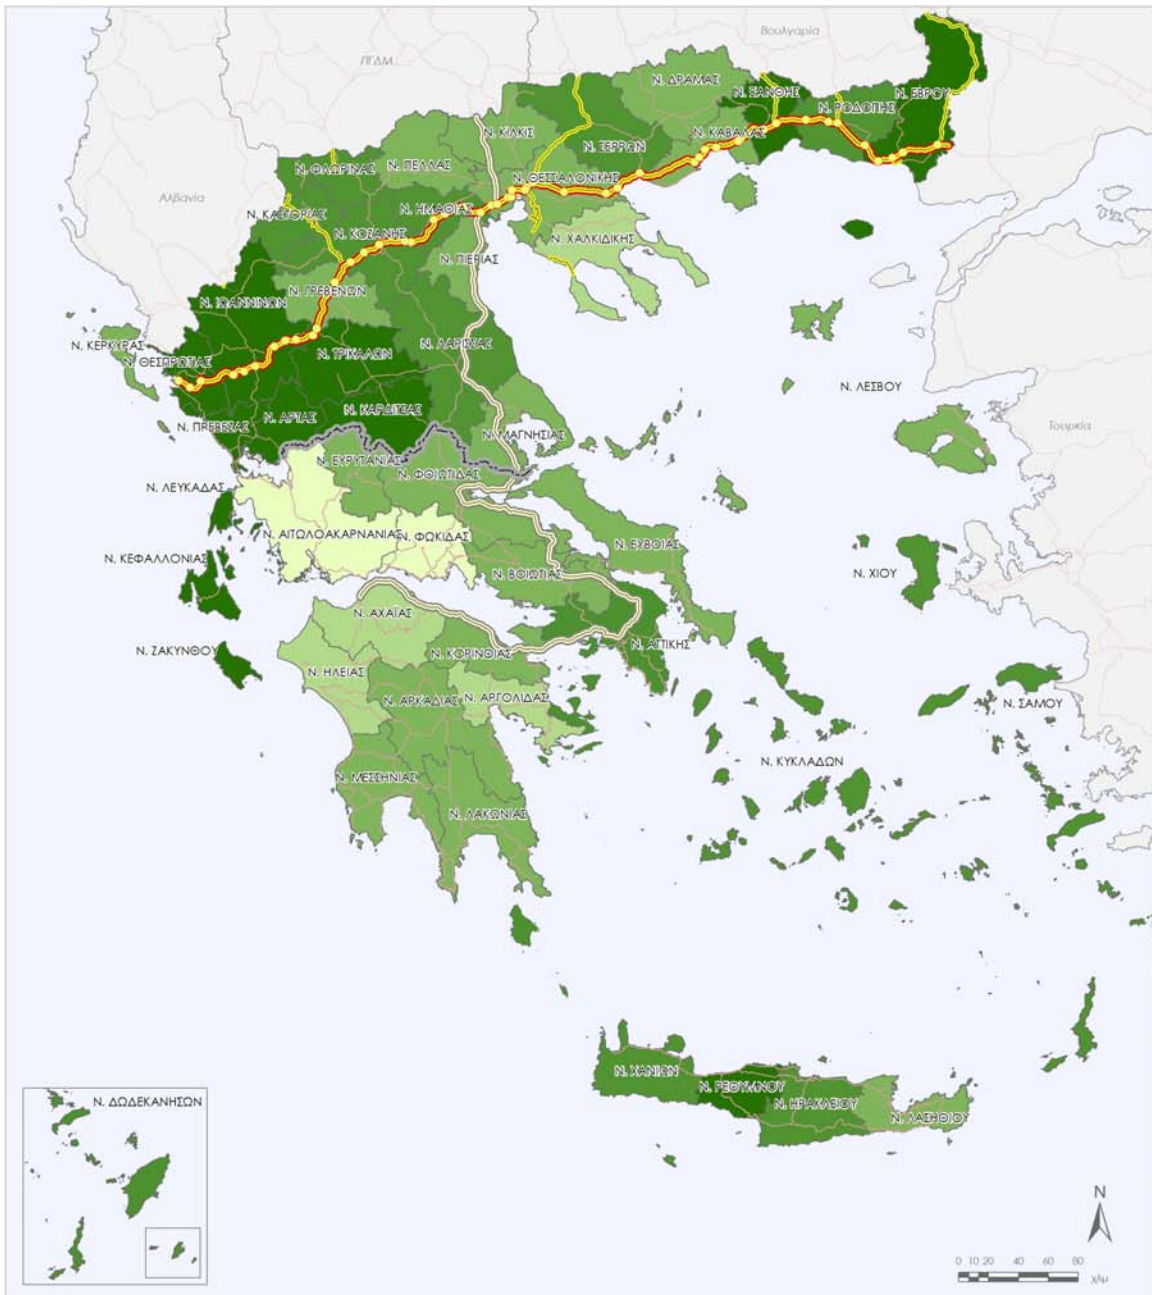 Βουλγαρία
ΠΓΔΜ
Ν. ΔΡΑΜΑΣ
Ν. ΞΑΝΘΗΣ
Ν. ΡΟΔΟΠΗΣ
Ν. ΕΒΡΟΥ
Ν. ΚΙΛΚΙΣ
Ν. ΚΑΒΑΛΑΣ
Ν. ΣΕΡΡΩΝ
Ν. ΠΕΛΛΑΣ
Ν. ΦΛΩΡΙΝΑΣ
Ν. ΘΕΣΣΑΛΟΝΙΚΗΣ
Αλβανία
Ν. ΚΑΣΤΟΡΙΑΣ
Ν. ΗΜΑΘΙΑΣ
Ν. ΚΟΖΑΝΗΣ
Ν. ΧΑΛΚΙΔΙΚΗΣ
Ν. ΠΙΕΡΙΑΣ
Ν. ΓΡΕΒΕΝΩΝ
Ν. ΙΩΑΝΝΙΝΩΝ
Ν. ΚΕΡΚΥΡΑΣ
Ν. ΛΑΡΙΣΑΣ
Ν. ΤΡΙΚΑΛΩΝ
Ν. ΘΕΣΠΡΩΤΙΑΣ
Ν. ΛΕΣΒΟΥ
Ν. ΚΑΡΔΙΤΣΑΣ
Ν. ΑΡΤΑΣ
Ν. ΠΡΕΒΕΖΑΣ
Τουρκία
Ν. ΜΑΓΝΗΣΙΑΣ
Ν. ΕΥΡΥΤΑΝΙΑΣ
Ν. ΦΘΙΩΤΙΔΑΣ
Ν. ΛΕΥΚΑΔΑΣ
Ν. ΑΙΤΩΛΟΑΚΑΡΝΑΝΙΑΣ
Ν. ΦΩΚΙΔΑΣ
Ν. ΕΥΒΟΙΑΣ
Ν. ΚΕΦΑΛΛΟΝΙΑΣ
Ν. ΒΟΙΩΤΙΑΣ
Ν. ΧΙΟΥ
Ν. ΑΧΑΪΑΣ
Ν. ΑΤΤΙΚΗΣ
Ν. ΖΑΚΥΝΘΟΥ
Ν. ΚΟΡΙΝΘΙΑΣ
Ν. ΗΛΕΙΑΣ
Ν. ΑΡΚΑΔΙΑΣ
Ν. ΑΡΓΟΛΙΔΑΣ
Ν. ΣΑΜΟΥ
Ν. ΚΥΚΛΑΔΩΝ
Ν. ΜΕΣΣΗΝΙΑΣ
Ν. ΛΑΚΩΝΙΑΣ
Ν. ΧΑΝΙΩΝ
Ν. ΡΕΘΥΜΝΟΥ
Ν. ΗΡΑΚΛΕΙΟΥ
Ν. ΛΑΣΗΘΙΟΥ
Ν. ΔΩΔΕΚΑΝΗΣΩΝ
N
0 10 20 40 60 80
χλμ